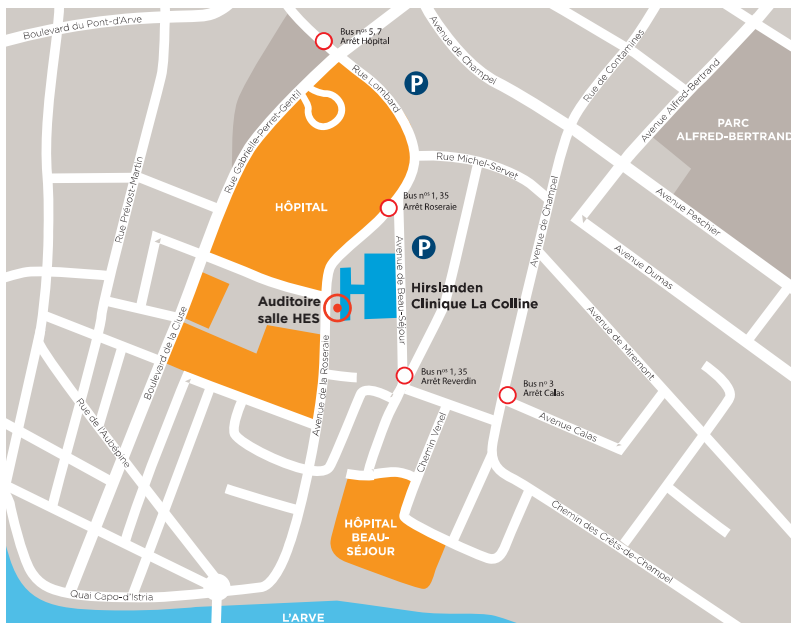 Boulevard du Pont-d'Arve
Bus nos 5, 7
Arrêt Hôpital
Avenue de Champel
Rue de Contamines
Avenue Alfred-Bertrand
Rue Lombard
P
PARC
ALFRED-BERTRAND
Rue Gabrielle-Perret-Gentil
Rue Prévost-Martin
Rue Michel-Servet
Avenue Peschier
HÔPITAL
Bus nos 1, 35
Arrêt Roseraie
Avenue de Champel
P
Avenue de Beau-Séjour
Avenue Dumas
Hirslanden
Clinique La Colline
Auditoire
salle HES
Boulevard de la Cluse
Avenue de Miremont
Avenue de la Roseraie
Bus nos 1, 35
Arrêt Reverdin
Bus no 3
Arrêt Calas
Rue de l'Aubépine
Chemin Venel
Avenue Calas
HÔPITAL
BEAU-
SÉJOUR
Chemin des Crêts-de-Champel
Quai Capo-d'Istria
L'ARVE